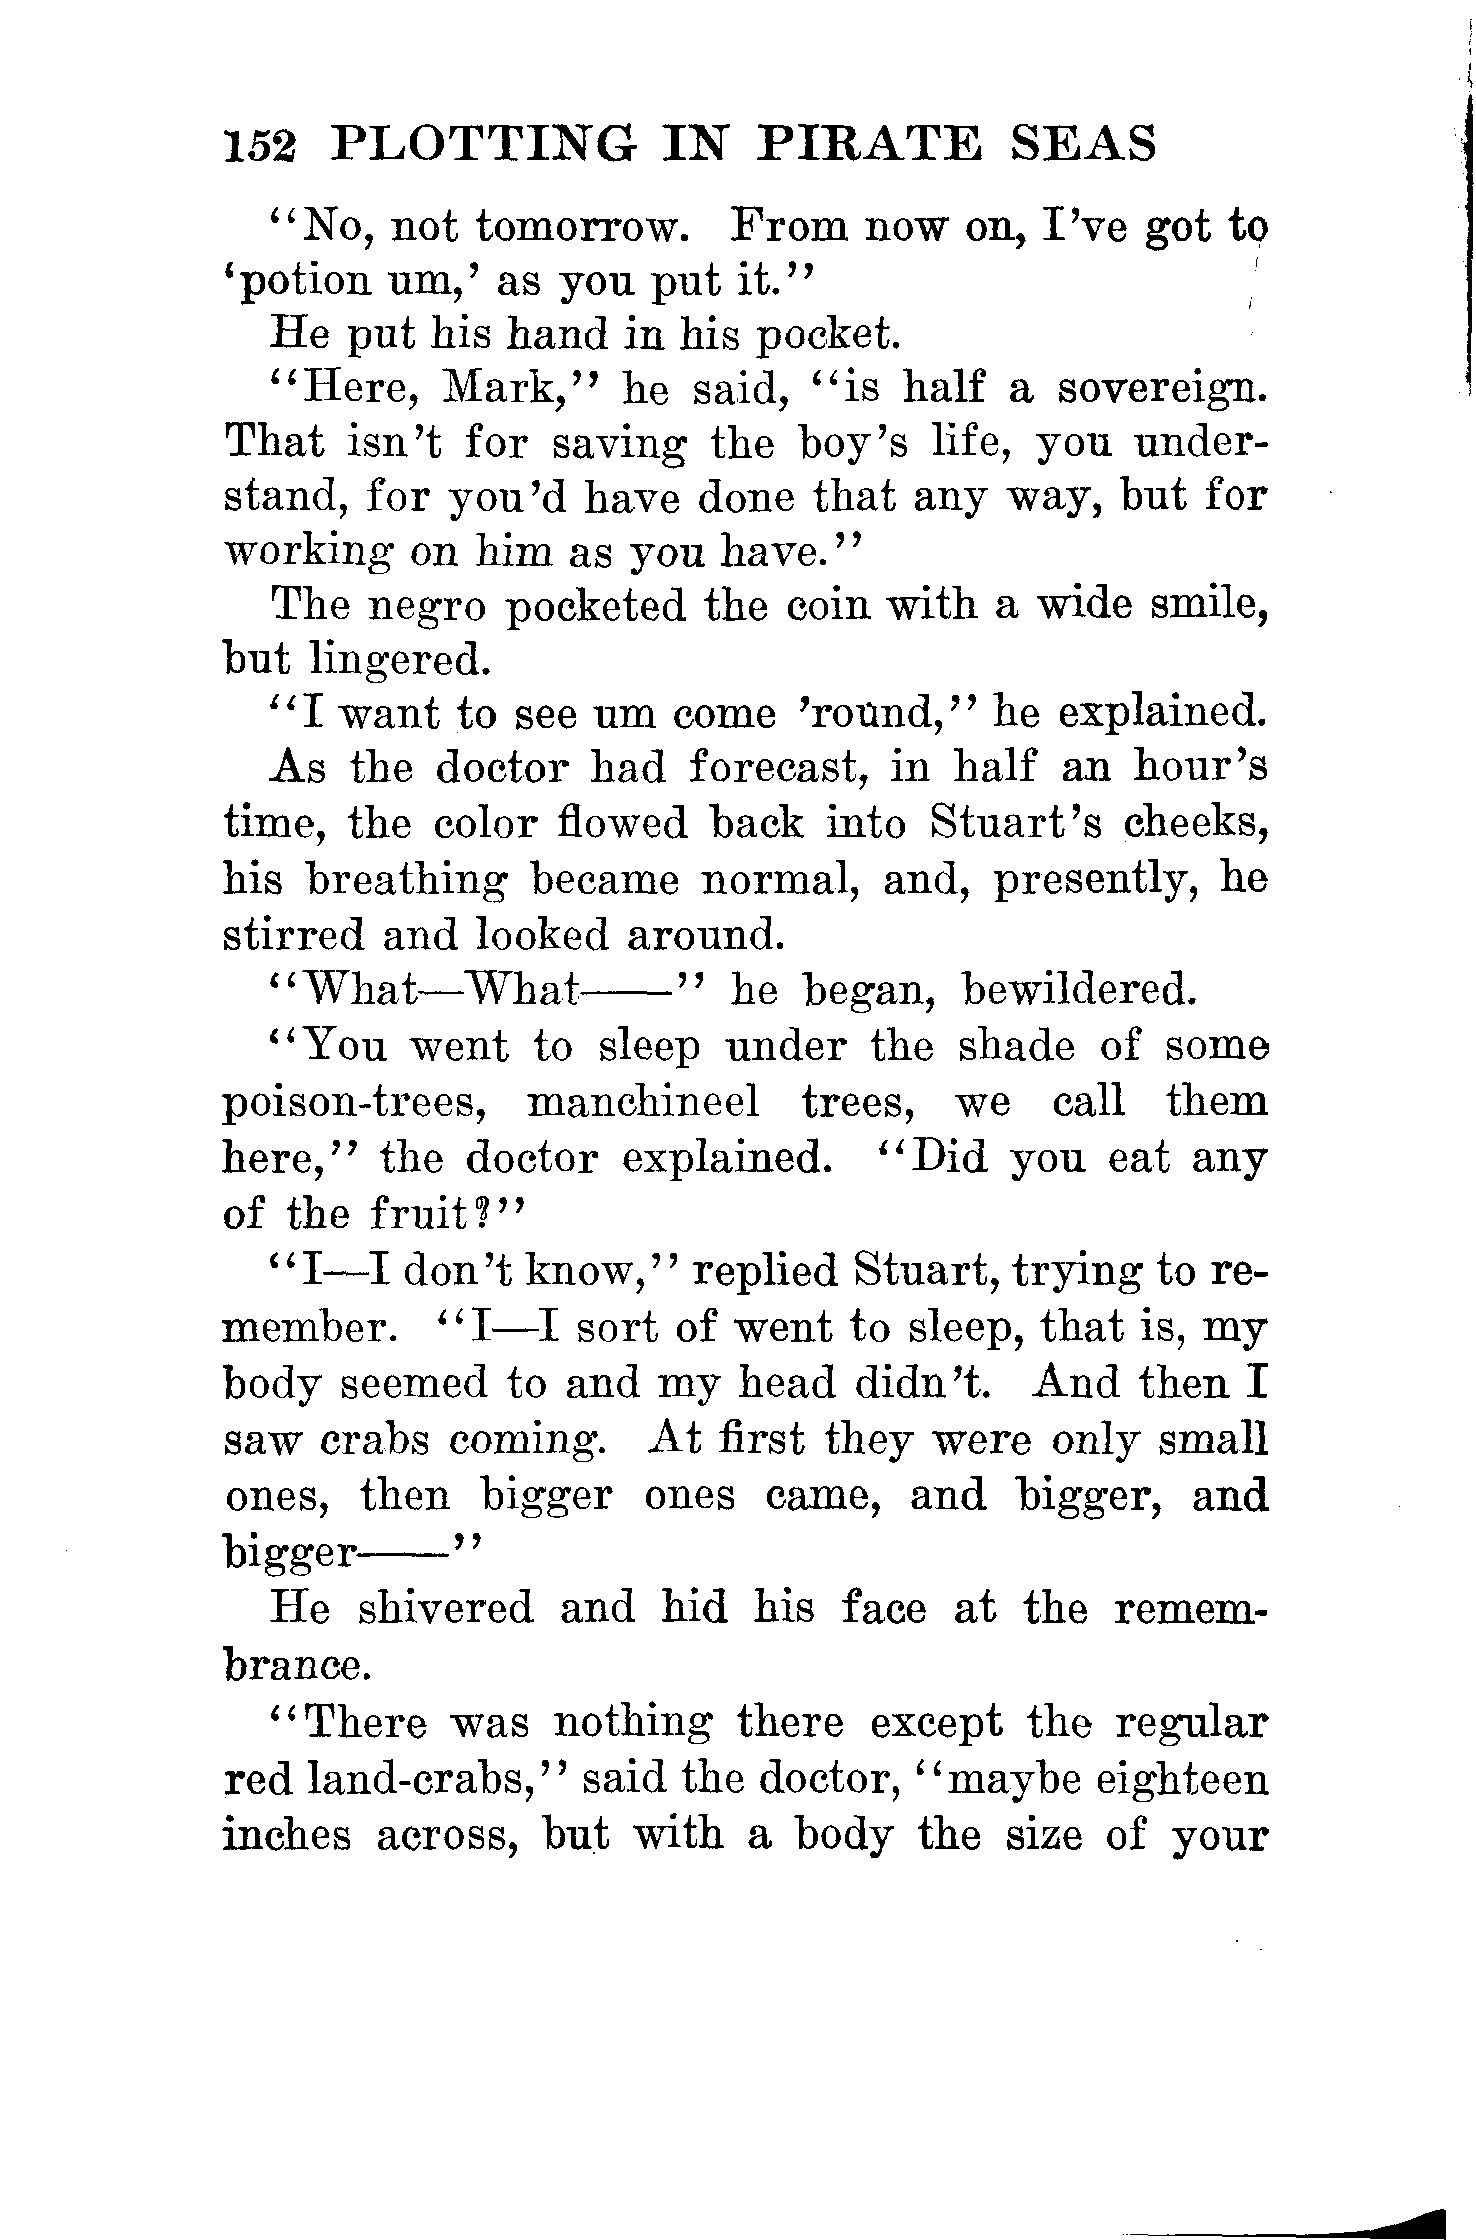 152 PLOTTING IN PIRATE SEAS
“No, not tomorrow. From now on, I’ve got to
‘potion um,’ as you put it.”
He put his hand in his pocket.
“Here, Mark,” he said, “is half a sovereign.
That isn’t for saving the boy’s life, you under-
stand, for you’d have done that any way, but for
working on him as you have.”
The negro pocketed the coin with a wide smile,
but lingered.
“I want to see um come ’round,” he explained.
As the doctor had forecast, in half an hour’s
time, the color flowed back into Stuart’s cheeks,
his breathing became normal, and, presently, he
stirred and looked around.
“What—What——” he began, bewildered.
“You went to sleep under the shade of some
poison-trees, manchineel trees, we call them
here,” the doctor explained. “Did you eat any
of the fruit?”
“I—I don’t know,” replied Stuart, trying to re-
member. “I—I sort of went to sleep, that is, my
body seemed to and my head didn’t. And then I
saw crabs coming. At first they were only small
ones, then bigger ones came, and bigger, and
bigger——”
He shivered and hid his face at the remem-
brance.
“There was nothing there except the regular
red land-crabs,” said the doctor, “maybe eighteen
inches across, but with a body the size of your